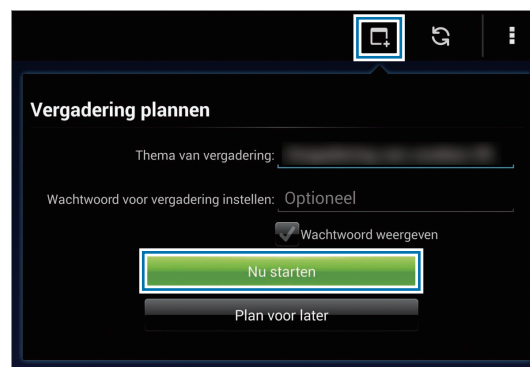 Vergadering plannen
Thema van vergadering:
Wachtwoord voor vergadering instellen: Optioneel
Wachtwoord weergeven
Nu starten
Plan voor later